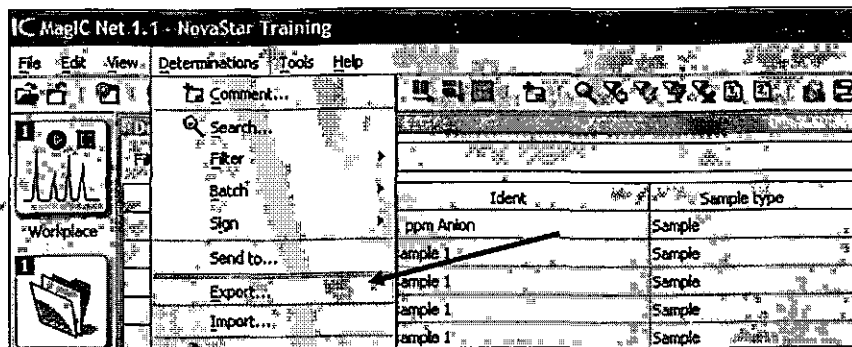 IC MagIC Net 1.1 - NovaStar Training
File Edit View Determinations Tools Help
Comment...
Search...
Filter
Batch
Sign
Send to...
Export...
Import...
1
Workplace
1
Ident Sample type
ppm Anion Sample
ample 1 Sample
ample 1 Sample
ample 1 Sample
ample 1 Sample